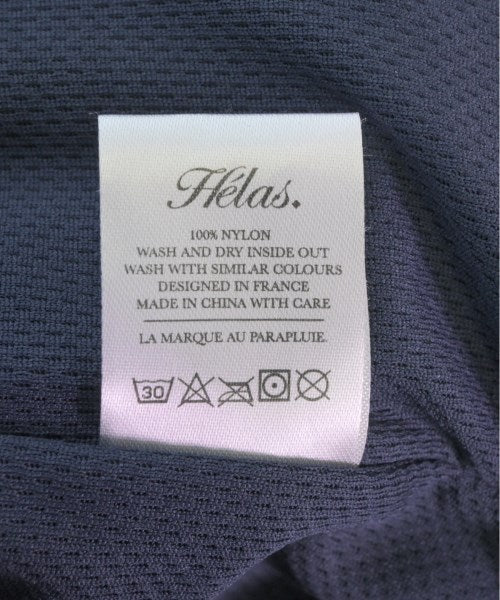 Hélas.
100% NYLON
WASH AND DRY INSIDE OUT
WASH WITH SIMILAR COLOURS
DESIGNED IN FRANCE
MADE IN CHINA WITH CARE
LA MARQUE AU PARAPLUIE.
30